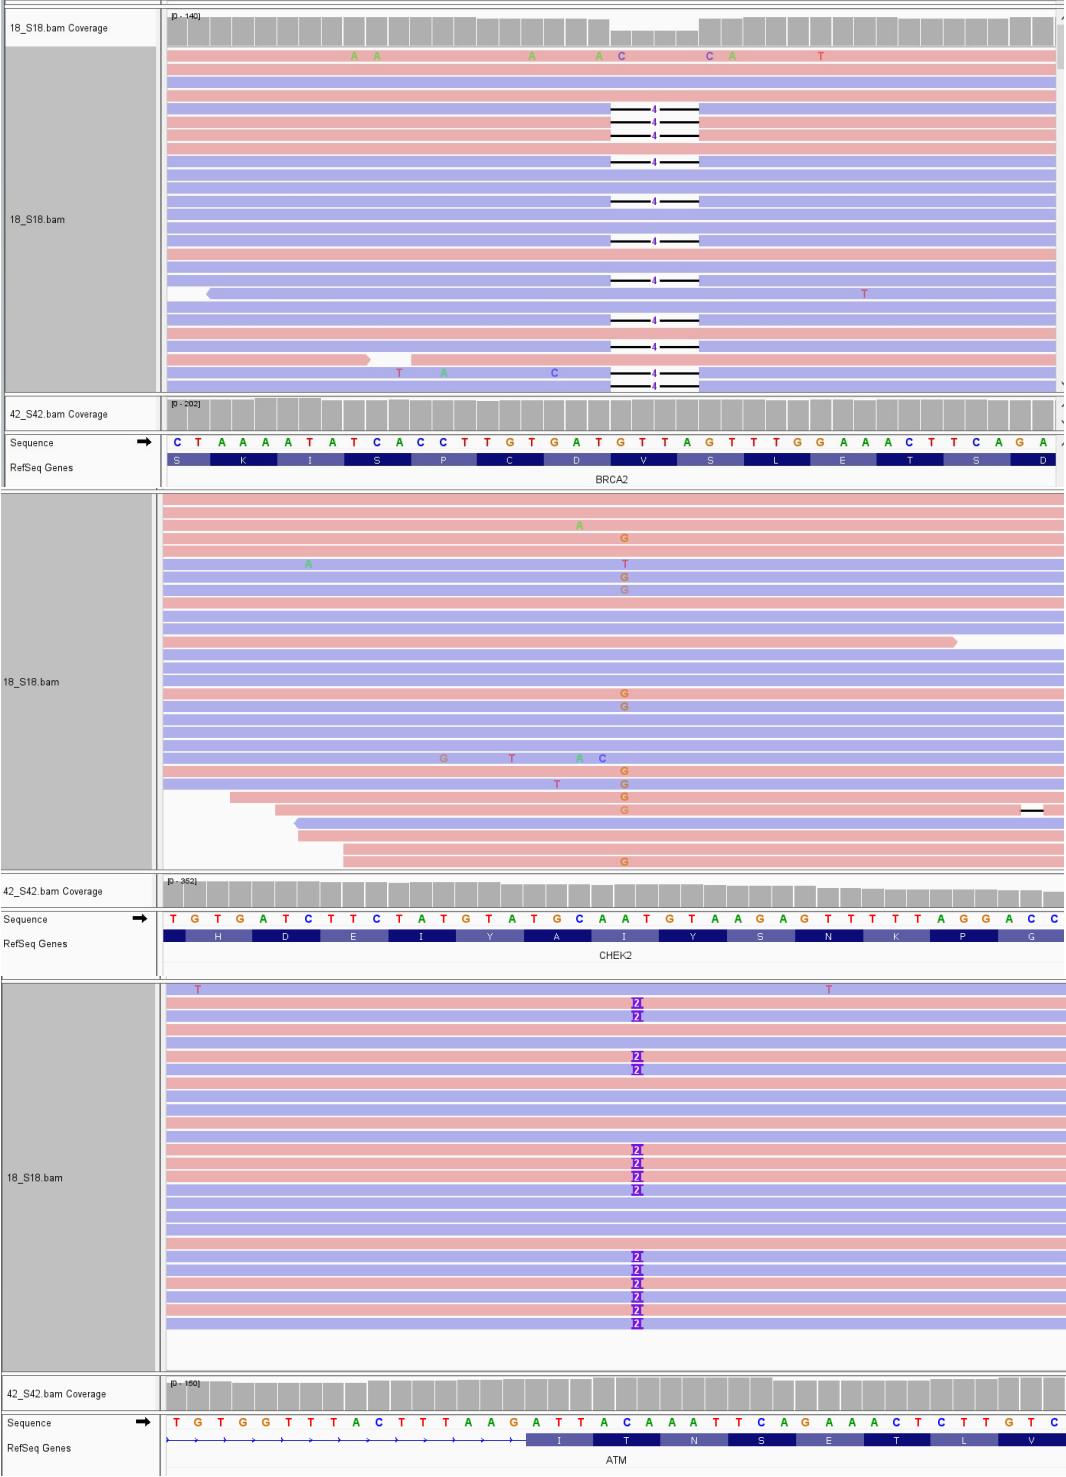 18_S18.bam Coverage
[0 - 140]
A A A A C C A T
4
4
4
4
4
4
4
18_S18.bam
T
4
4
T A C 4
4
42_S42.bam Coverage
[0 - 202]
Sequence
C T A A A A T A T C A C C T T G T G A T G T T A G T T T G G A A A C T T C A G A
RefSeq Genes
S K I S P C D V S L E T S D
BRCA2
A
G
A T
G
G
18_S18.bam
G
G
G T A C
G
T G
G
G
G
42_S42.bam Coverage
[0 - 352]
Sequence
T G T G A T C T T C T A T G T A T G C A A T G T A A G A G T T T T T A G G A C C
RefSeq Genes
H D E I Y A I Y S N K P G
CHEK2
T T
2
2
2
2
2
2
2
2
18_S18.bam
2
2
2
2
2
2
42_S42.bam Coverage
[0 - 150]
Sequence
T G T G G T T T A C T T T A A G A T T A C A A A T T C A G A A A C T C T T G T C
RefSeq Genes
I T N S E T L V
ATM